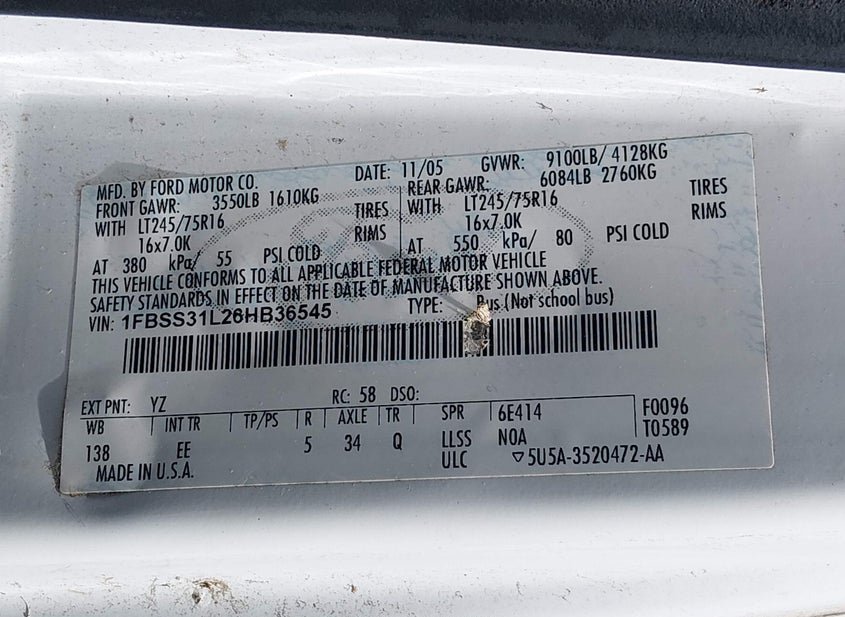 MFD. BY FORD MOTOR CO. DATE: 11/05 GVWR: 9100LB/ 4128KG
FRONT GAWR: 3550LB 1610KG REAR GAWR: 6084LB 2760KG
WITH LT245/75R16 TIRES WITH LT245/75R16 TIRES
16x7.0K RIMS 16x7.0K RIMS
AT 380 kPa/ 55 PSI COLD AT 550 kPa/ 80 PSI COLD
THIS VEHICLE CONFORMS TO ALL APPLICABLE FEDERAL MOTOR VEHICLE
SAFETY STANDARDS IN EFFECT ON THE DATE OF MANUFACTURE SHOWN ABOVE.
VIN: 1FBSS31L26HB36545 TYPE: Bus (Not school bus)
EXT PNT: YZ RC: 58 DSO:
WB INT TR TP/PS R AXLE TR SPR 6E414 F0096
138 EE 5 34 Q LLSS N0A T0589
MADE IN U.S.A. ULC ▽5U5A-3520472-AA